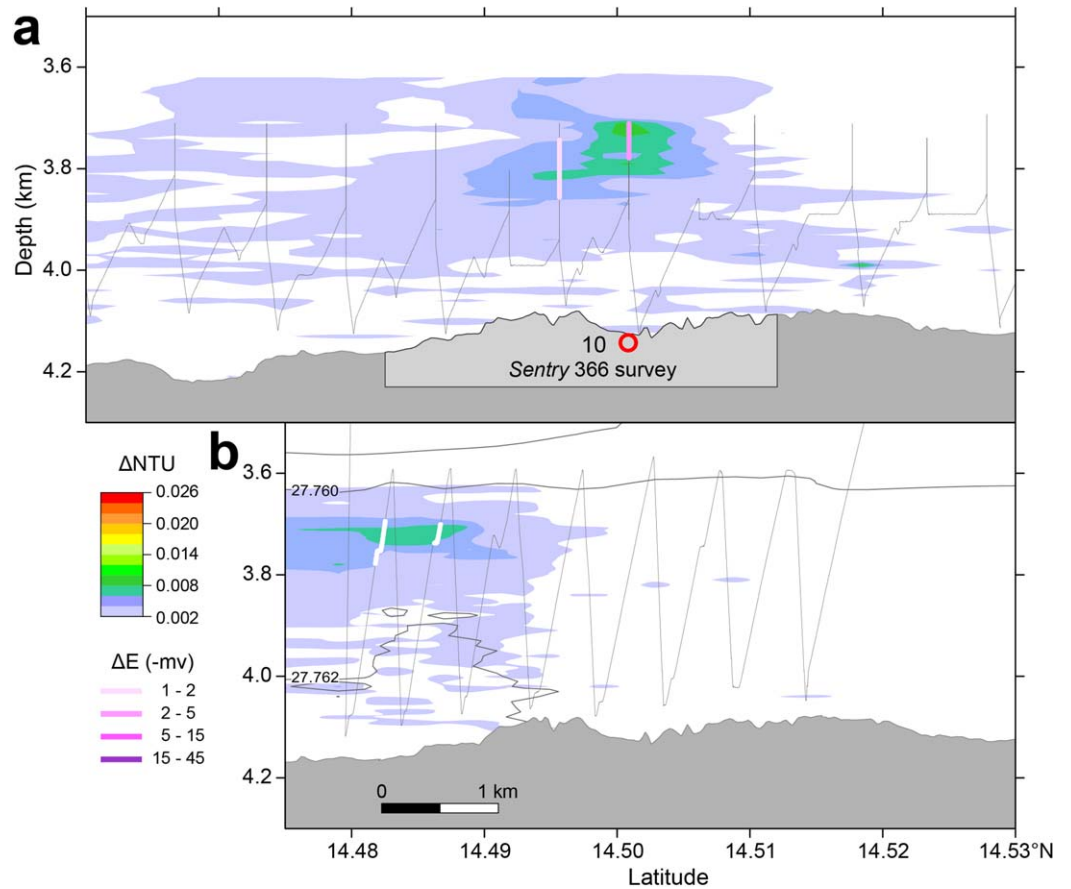 a
3.6
3.8
4.0
4.2
Depth (km)
10
Sentry 366 survey
ΔNTU
0.026
0.020
0.014
0.008
0.002
ΔE (-mv)
1 - 2
2 - 5
5 - 15
15 - 45
b
3.6
3.8
4.0
4.2
27.760
27.762
0 1 km
14.48 14.49 14.50 14.51 14.52 14.53°N
Latitude